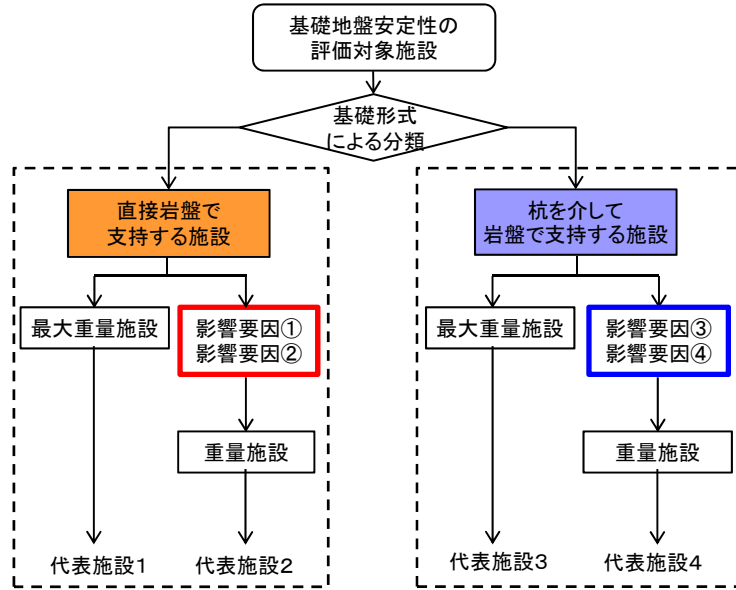 基礎地盤安定性の
評価対象施設
基礎形式
による分類
直接岩盤で
支持する施設
最大重量施設
影響要因①
影響要因②
重量施設
代表施設1
代表施設2
杭を介して
岩盤で支持する施設
最大重量施設
影響要因③
影響要因④
重量施設
代表施設3
代表施設4